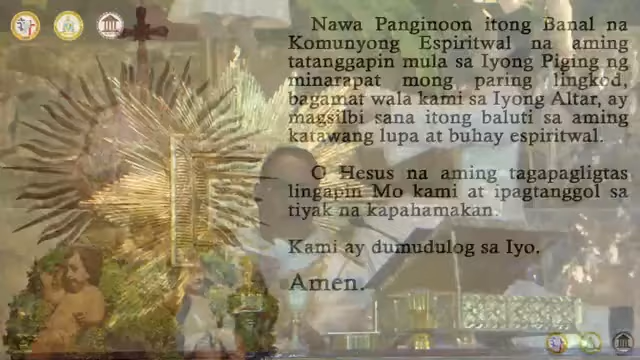 Nawa Panginoon itong Banal na
Komunyong Espiritwal na aming
tatanggapin mula sa Iyong Piging ng
minarapat mong paring lingkod,
bagamat wala kami sa Iyong Altar, ay
magsilbi sana itong baluti sa aming
katawang lupa at buhay espiritwal.
O Hesus na aming tagapagligtas
lingapin Mo kami at ipagtanggol sa
tiyak na kapahamakan.
Kami ay dumudulog sa Iyo.
Amen.